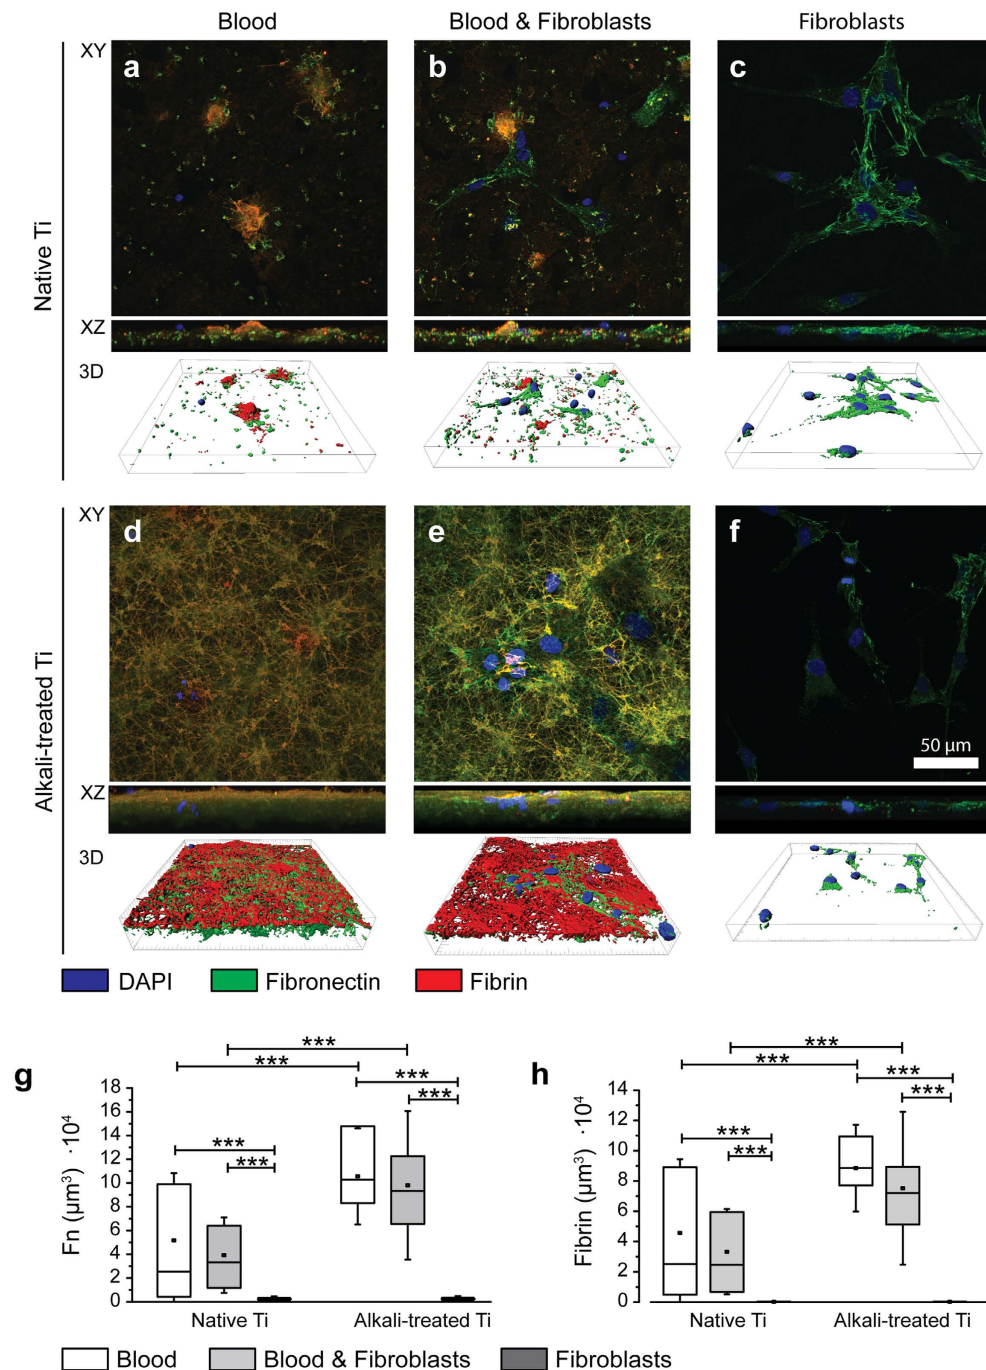 Blood Blood & Fibroblasts Fibroblasts
Native Ti
XY a b c
XZ
3D
Alkali-treated Ti
XY d e f
50 µm
XZ
3D
DAPI Fibronectin Fibrin
g
*** ***
*** ***
*** ***
Fn (µm³) ·10⁴
18
16
14
12
10
8
6
4
2
0
Native Ti Alkali-treated Ti
h
*** ***
*** ***
*** ***
Fibrin (µm³) ·10⁴
14
12
10
8
6
4
2
0
Native Ti Alkali-treated Ti
Blood Blood & Fibroblasts Fibroblasts